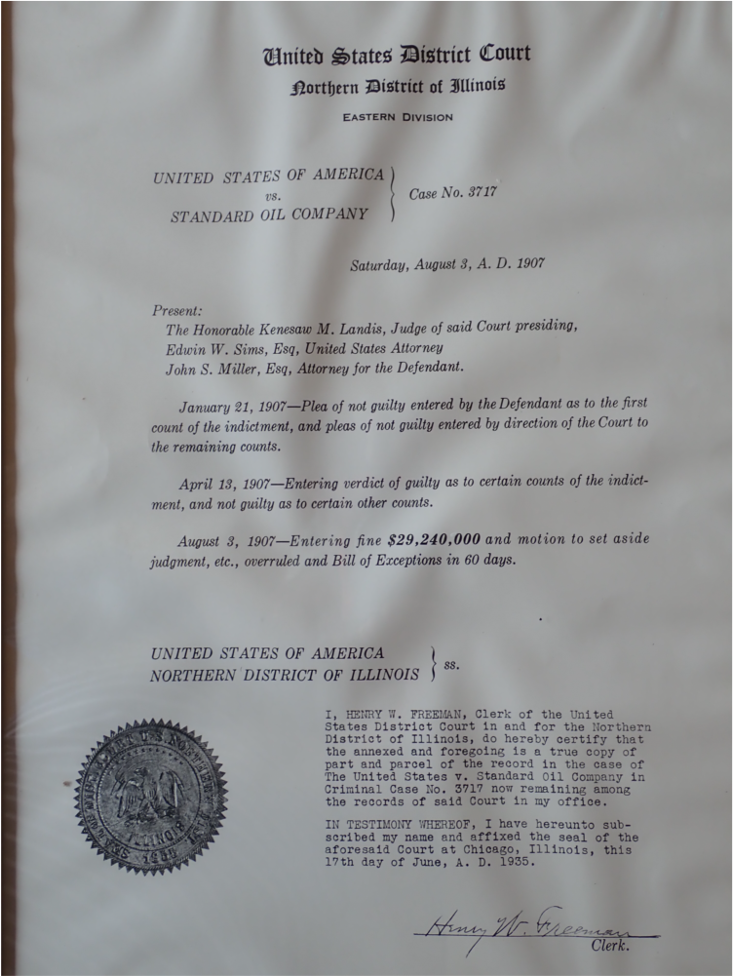 United States District Court
Northern District of Illinois
EASTERN DIVISION
UNITED STATES OF AMERICA
vs.
STANDARD OIL COMPANY
Case No. 3717
Saturday, August 3, A. D. 1907
Present:
The Honorable Kenesaw M. Landis, Judge of said Court presiding,
Edwin W. Sims, Esq, United States Attorney
John S. Miller, Esq, Attorney for the Defendant.
January 21, 1907—Plea of not guilty entered by the Defendant as to the first
count of the indictment, and pleas of not guilty entered by direction of the Court to
the remaining counts.
April 13, 1907—Entering verdict of guilty as to certain counts of the indict-
ment, and not guilty as to certain other counts.
August 3, 1907—Entering fine $29,240,000 and motion to set aside
judgment, etc., overruled and Bill of Exceptions in 60 days.
UNITED STATES OF AMERICA
NORTHERN DISTRICT OF ILLINOIS
ss.
I, HENRY W. FREEMAN, Clerk of the United
States District Court in and for the Northern
District of Illinois, do hereby certify that
the annexed and foregoing is a true copy of
part and parcel of the record in the case of
The United States v. Standard Oil Company in
Criminal Case No. 3717 now remaining among
the records of said Court in my office.
IN TESTIMONY WHEREOF, I have hereunto sub-
scribed my name and affixed the seal of the
aforesaid Court at Chicago, Illinois, this
17th day of June, A. D. 1935.
Henry W. Freeman
Clerk.
ILLINOIS